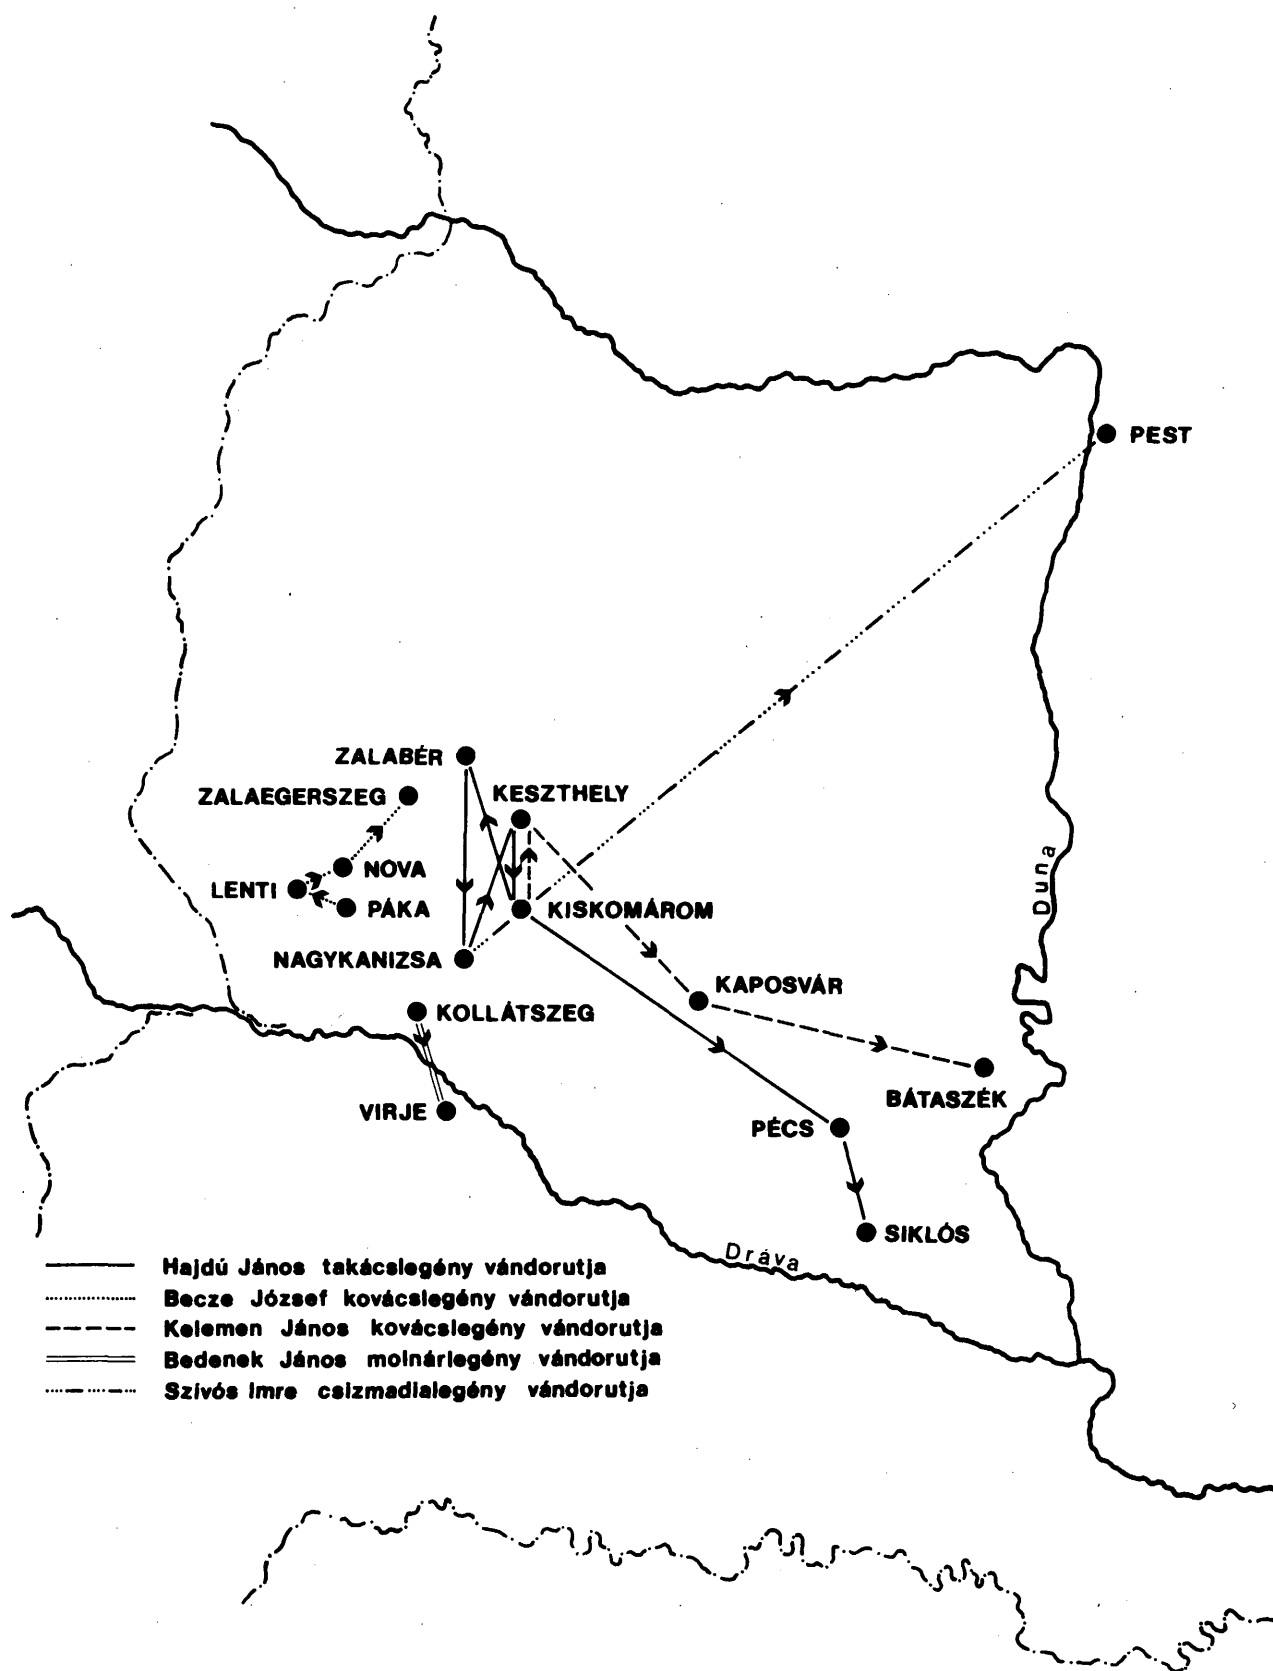 PEST
ZALABÉR
ZALAEGERSZEG
KESZTHELY
NOVA
LENTI
PÁKA
KISKOMÁROM
Duna
NAGYKANIZSA
KAPOSVÁR
KOLLÁTSZEG
BÁTASZÉK
VIRJE
PÉCS
SIKLÓS
Dráva
Hajdú János takácslegény vándorutja
Becze József kovácslegény vándorutja
Kelemen János kovácslegény vándorutja
Bedenek János molnárlegény vándorutja
Szívós Imre csizmadialegény vándorutja